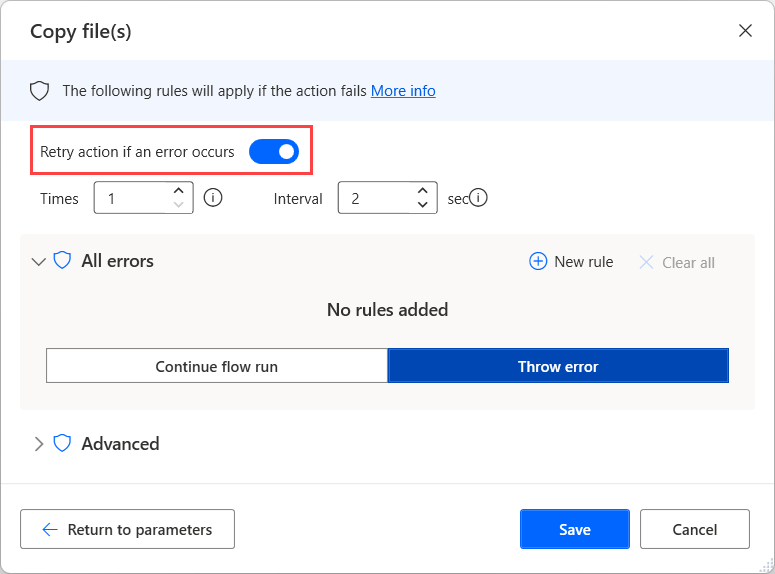 Copy file(s)
The following rules will apply if the action fails More info
Retry action if an error occurs
Times 1 Interval 2 sec
All errors New rule Clear all
No rules added
Continue flow run Throw error
Advanced
Return to parameters Save Cancel